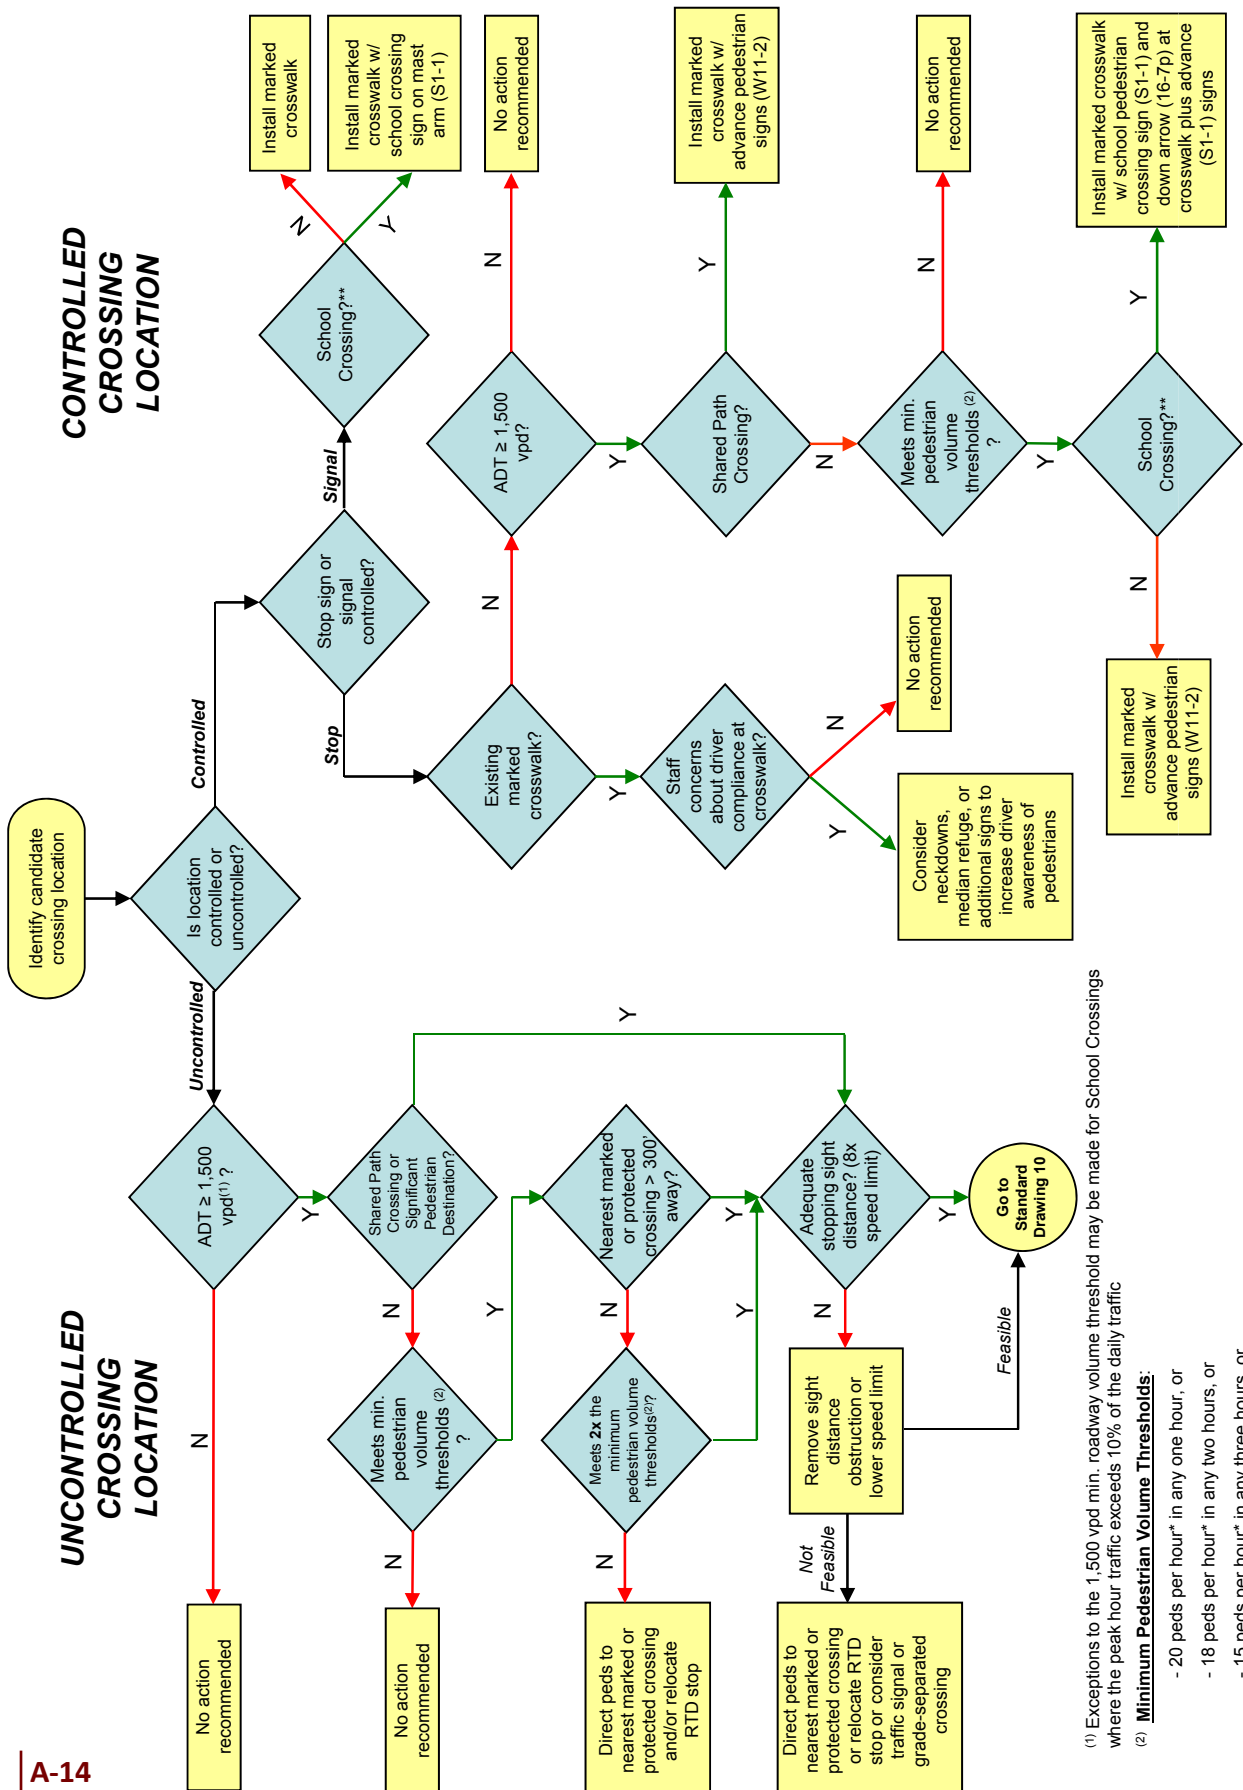 A-14
UNCONTROLLED
CROSSING
LOCATION
CONTROLLED
CROSSING
LOCATION
Identify candidate
crossing location
Is location
controlled or
uncontrolled?
Uncontrolled
Controlled
ADT ≥ 1,500
vpd(1) ?
N
No action
recommended
Y
Shared Path
Crossing or
Significant
Pedestrian
Destination?
Y
N
Meets min.
pedestrian
volume
thresholds (2)
?
N
No action
recommended
Y
Nearest marked
or protected
crossing > 300'
away?
Y
N
Meets 2x the
minimum
pedestrian volume
thresholds(2)?
Y
N
Direct peds to
nearest marked or
protected crossing
and/or relocate
RTD stop
Adequate
stopping sight
distance? (8x
speed limit)
Y
N
Remove sight
distance
obstruction or
lower speed limit
Feasible
Not
Feasible
Direct peds to
nearest marked or
protected crossing
or relocate RTD
stop or consider
traffic signal or
grade-separated
crossing
Go to
Standard
Drawing 10
Stop sign or
signal
controlled?
Signal
Stop
School
Crossing?**
N
Install marked
crosswalk
Y
Install marked
crosswalk w/
school crossing
sign on mast
arm (S1-1)
Existing
marked
crosswalk?
N
Y
Staff
concerns
about driver
compliance at
crosswalk?
N
No action
recommended
Y
Consider
neckdowns,
median refuge, or
additional signs to
increase driver
awareness of
pedestrians
ADT ≥ 1,500
vpd?
N
No action
recommended
Y
Shared Path
Crossing?
Y
Install marked
crosswalk w/
advance pedestrian
signs (W11-2)
N
Meets min.
pedestrian
volume
thresholds (2)
?
N
No action
recommended
Y
School
Crossing?**
N
Install marked
crosswalk w/
advance pedestrian
signs (W11-2)
Y
Install marked crosswalk
w/ school pedestrian
crossing sign (S1-1) and
down arrow (16-7p) at
crosswalk plus advance
(S1-1) signs
(1) Exceptions to the 1,500 vpd min. roadway volume threshold may be made for School Crossings
where the peak hour traffic exceeds 10% of the daily traffic
(2) Minimum Pedestrian Volume Thresholds:
- 20 peds per hour* in any one hour, or
- 18 peds per hour* in any two hours, or
- 15 peds per hour* in any three hours, or